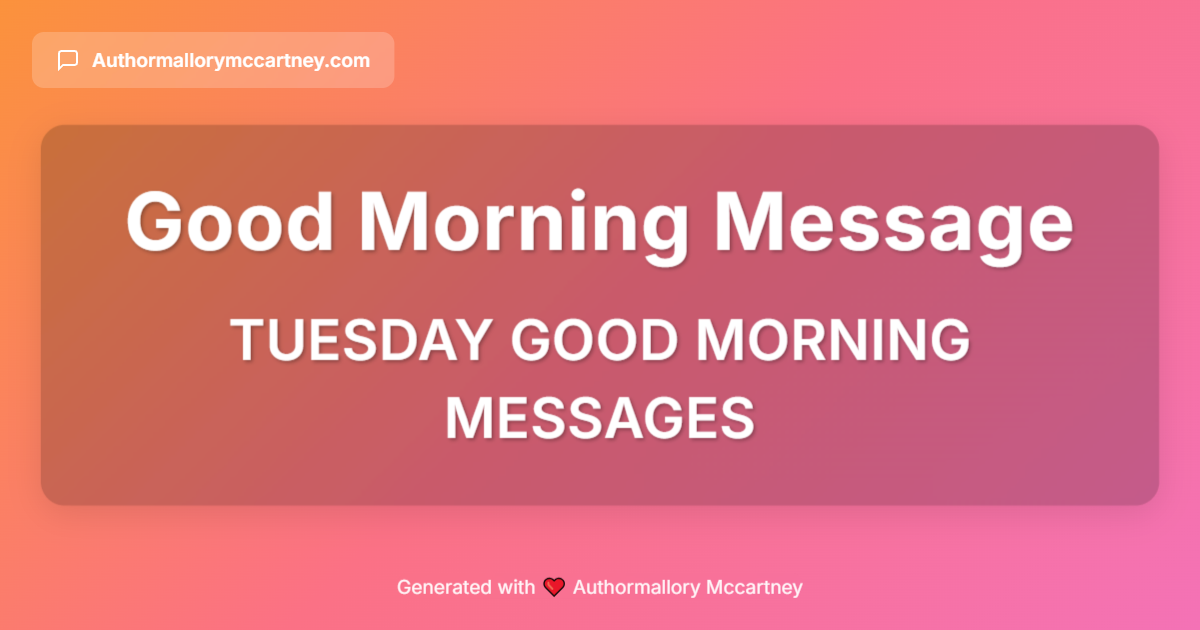 Authormallorymccartney.com
Good Morning Message
TUESDAY GOOD MORNING
MESSAGES
Generated with ❤️ Authormallory Mccartney